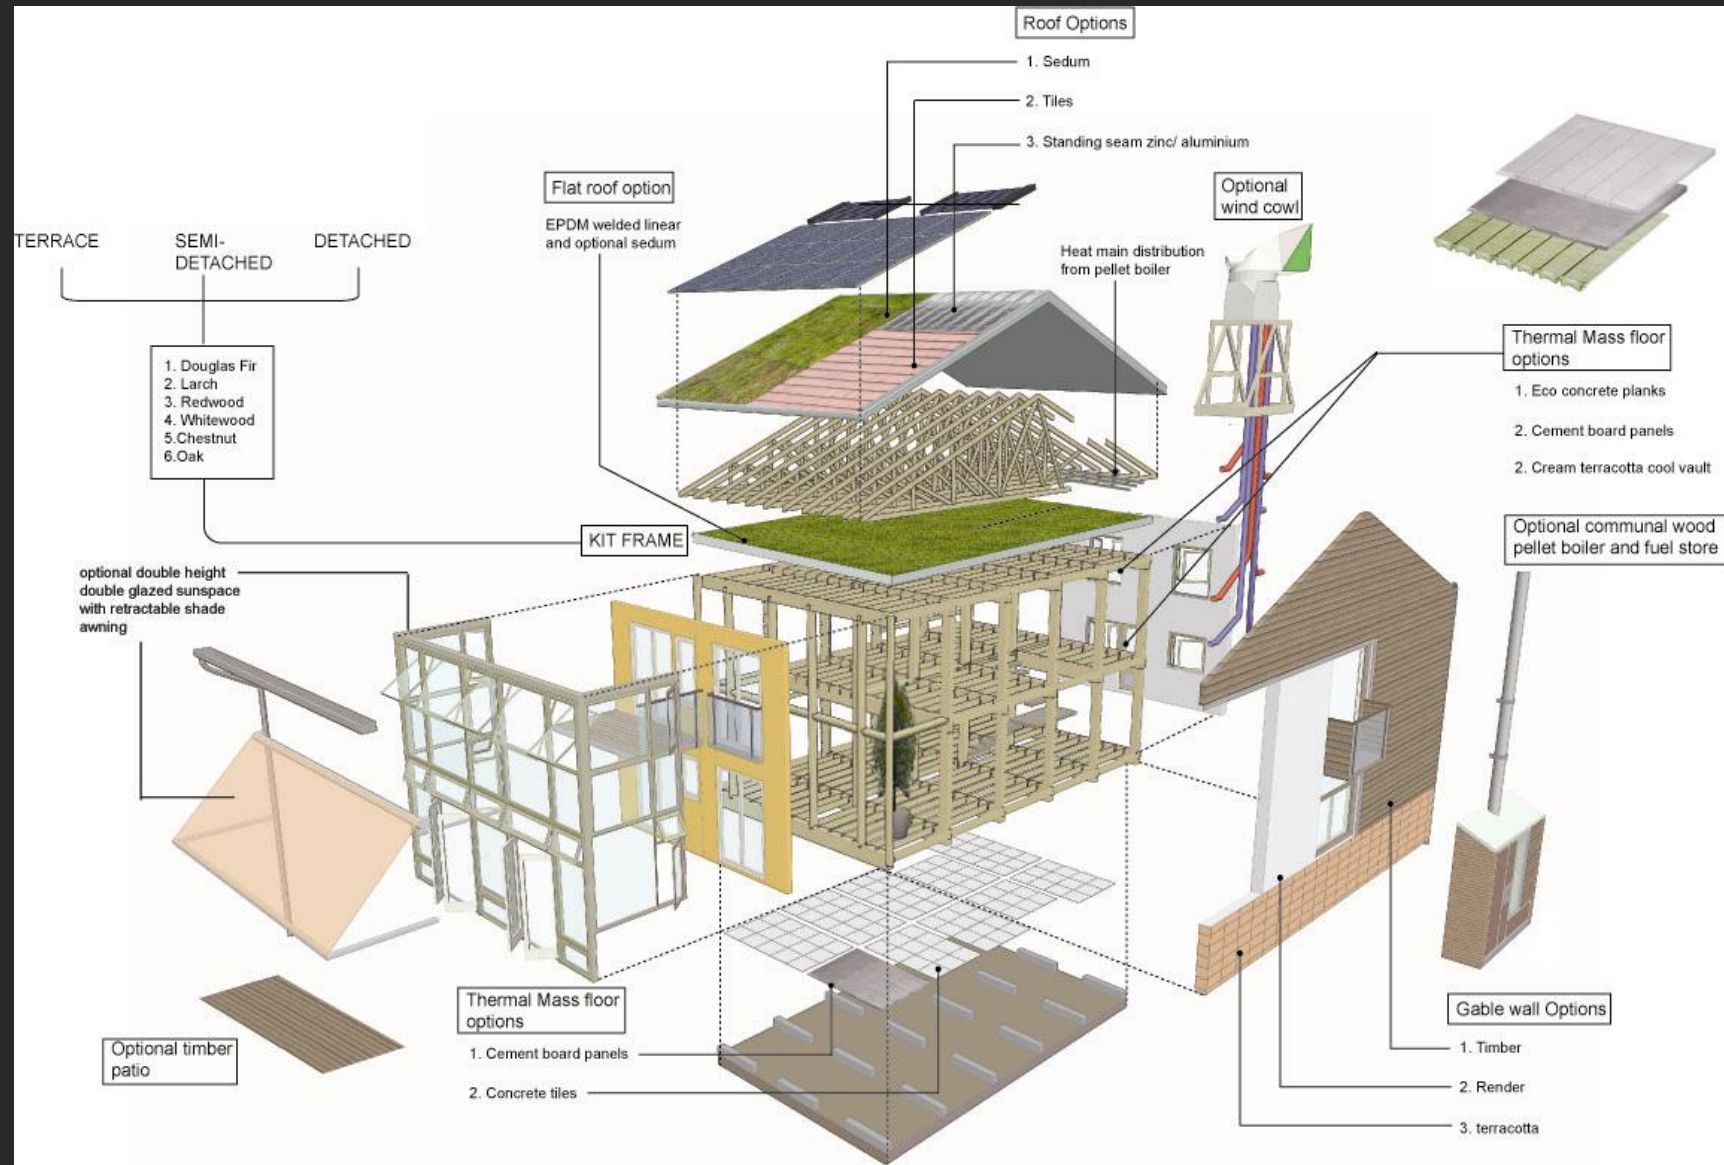 Roof Options
1. Sedum
2. Tiles
3. Standing seam zinc/ aluminium
Flat roof option
EPDM welded linear
and optional sedum
Optional
wind cowl
Heat main distribution
from pellet boiler
TERRACE
SEMI-
DETACHED
DETACHED
1. Douglas Fir
2. Larch
3. Redwood
4. Whitewood
5.Chestnut
6.Oak
KIT FRAME
Thermal Mass floor
options
1. Eco concrete planks
2. Cement board panels
2. Cream terracotta cool vault
Optional communal wood
pellet boiler and fuel store
optional double height
double glazed sunspace
with retractable shade
awning
Optional timber
patio
Thermal Mass floor
options
1. Cement board panels
2. Concrete tiles
Gable wall Options
1. Timber
2. Render
3. terracotta